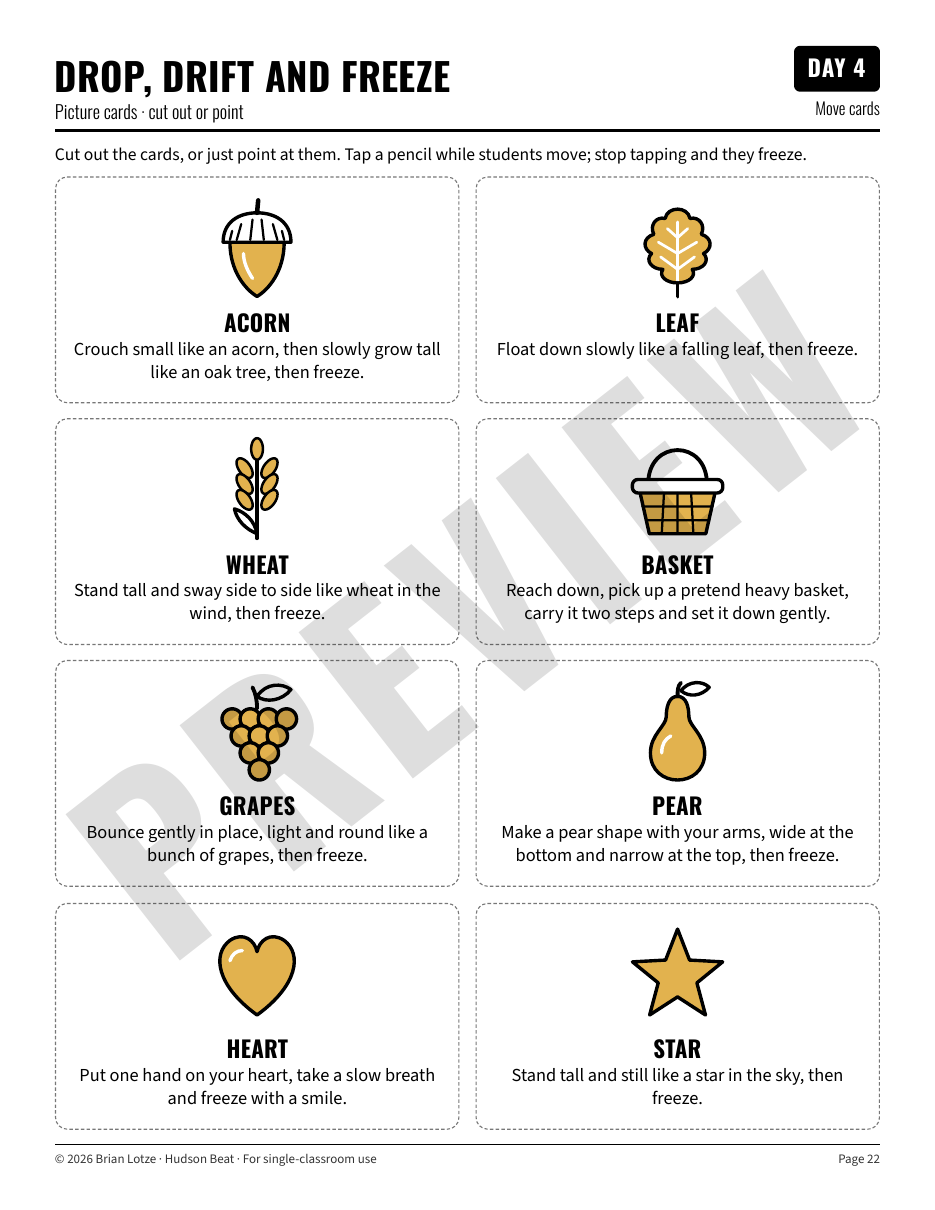 DROP, DRIFT AND FREEZE
DAY 4
Picture cards · cut out or point
Move cards
Cut out the cards, or just point at them. Tap a pencil while students move; stop tapping and they freeze.
ACORN
Crouch small like an acorn, then slowly grow tall
like an oak tree, then freeze.
LEAF
Float down slowly like a falling leaf, then freeze.
WHEAT
Stand tall and sway side to side like wheat in the
wind, then freeze.
BASKET
Reach down, pick up a pretend heavy basket,
carry it two steps and set it down gently.
GRAPES
Bounce gently in place, light and round like a
bunch of grapes, then freeze.
PEAR
Make a pear shape with your arms, wide at the
bottom and narrow at the top, then freeze.
HEART
Put one hand on your heart, take a slow breath
and freeze with a smile.
STAR
Stand tall and still like a star in the sky, then
freeze.
PREVIEW
© 2026 Brian Lotze · Hudson Beat · For single-classroom use
Page 22